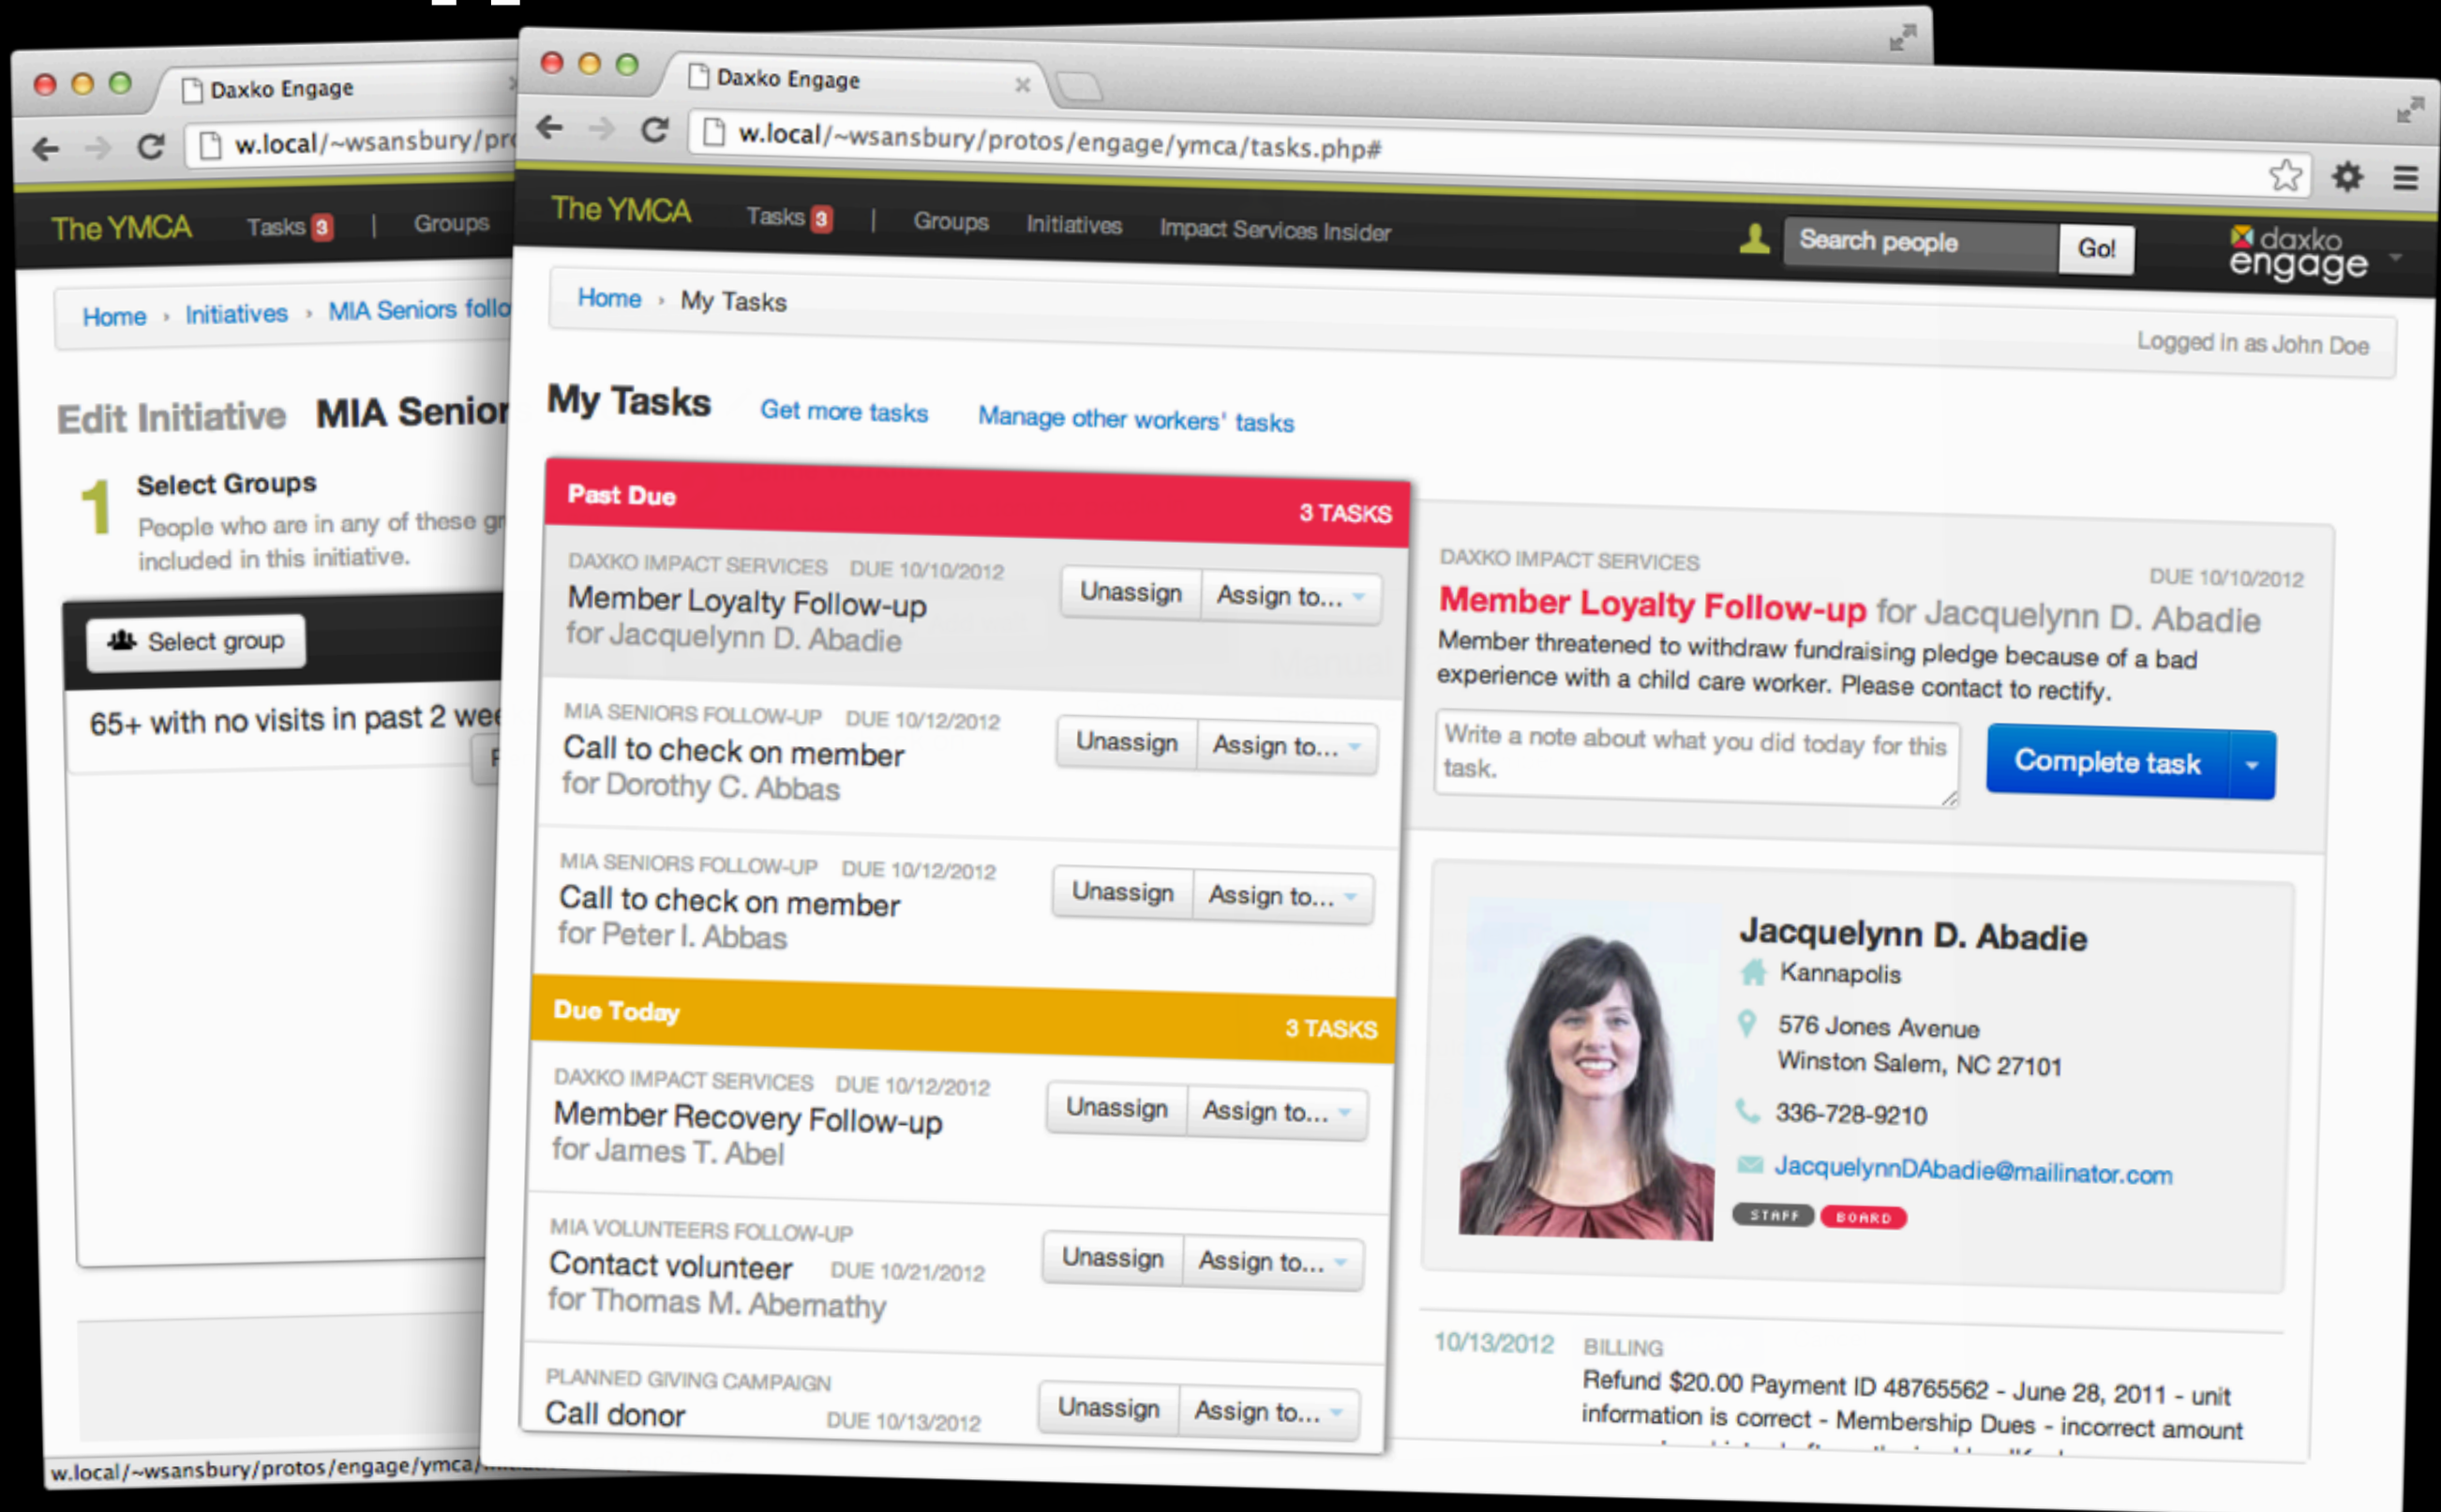 Daxko Engage
w.local/~wsansbury/pro
The YMCA Tasks 3 | Groups
Home › Initiatives › MIA Seniors follo
Edit Initiative MIA Senior
1 Select Groups
People who are in any of these gr
included in this initiative.
Select group
65+ with no visits in past 2 wee
w.local/~wsansbury/protos/engage/ymca/
Daxko Engage
w.local/~wsansbury/protos/engage/ymca/tasks.php#
The YMCA Tasks 3 | Groups Initiatives Impact Services Insider Search people Go! daxko engage
Home › My Tasks
Logged in as John Doe
My Tasks Get more tasks Manage other workers' tasks
Past Due 3 TASKS
DAXKO IMPACT SERVICES DUE 10/10/2012
Member Loyalty Follow-up
for Jacquelynn D. Abadie
Unassign Assign to...
MIA SENIORS FOLLOW-UP DUE 10/12/2012
Call to check on member
for Dorothy C. Abbas
Unassign Assign to...
MIA SENIORS FOLLOW-UP DUE 10/12/2012
Call to check on member
for Peter I. Abbas
Unassign Assign to...
Due Today 3 TASKS
DAXKO IMPACT SERVICES DUE 10/12/2012
Member Recovery Follow-up
for James T. Abel
Unassign Assign to...
MIA VOLUNTEERS FOLLOW-UP
Contact volunteer DUE 10/21/2012
for Thomas M. Abernathy
Unassign Assign to...
PLANNED GIVING CAMPAIGN
Call donor DUE 10/13/2012
Unassign Assign to...
DAXKO IMPACT SERVICES DUE 10/10/2012
Member Loyalty Follow-up for Jacquelynn D. Abadie
Member threatened to withdraw fundraising pledge because of a bad
experience with a child care worker. Please contact to rectify.
Write a note about what you did today for this
task.
Complete task
Jacquelynn D. Abadie
Kannapolis
576 Jones Avenue
Winston Salem, NC 27101
336-728-9210
JacquelynnDAbadie@mailinator.com
STAFF BOARD
10/13/2012 BILLING
Refund $20.00 Payment ID 48765562 - June 28, 2011 - unit
information is correct - Membership Dues - incorrect amount